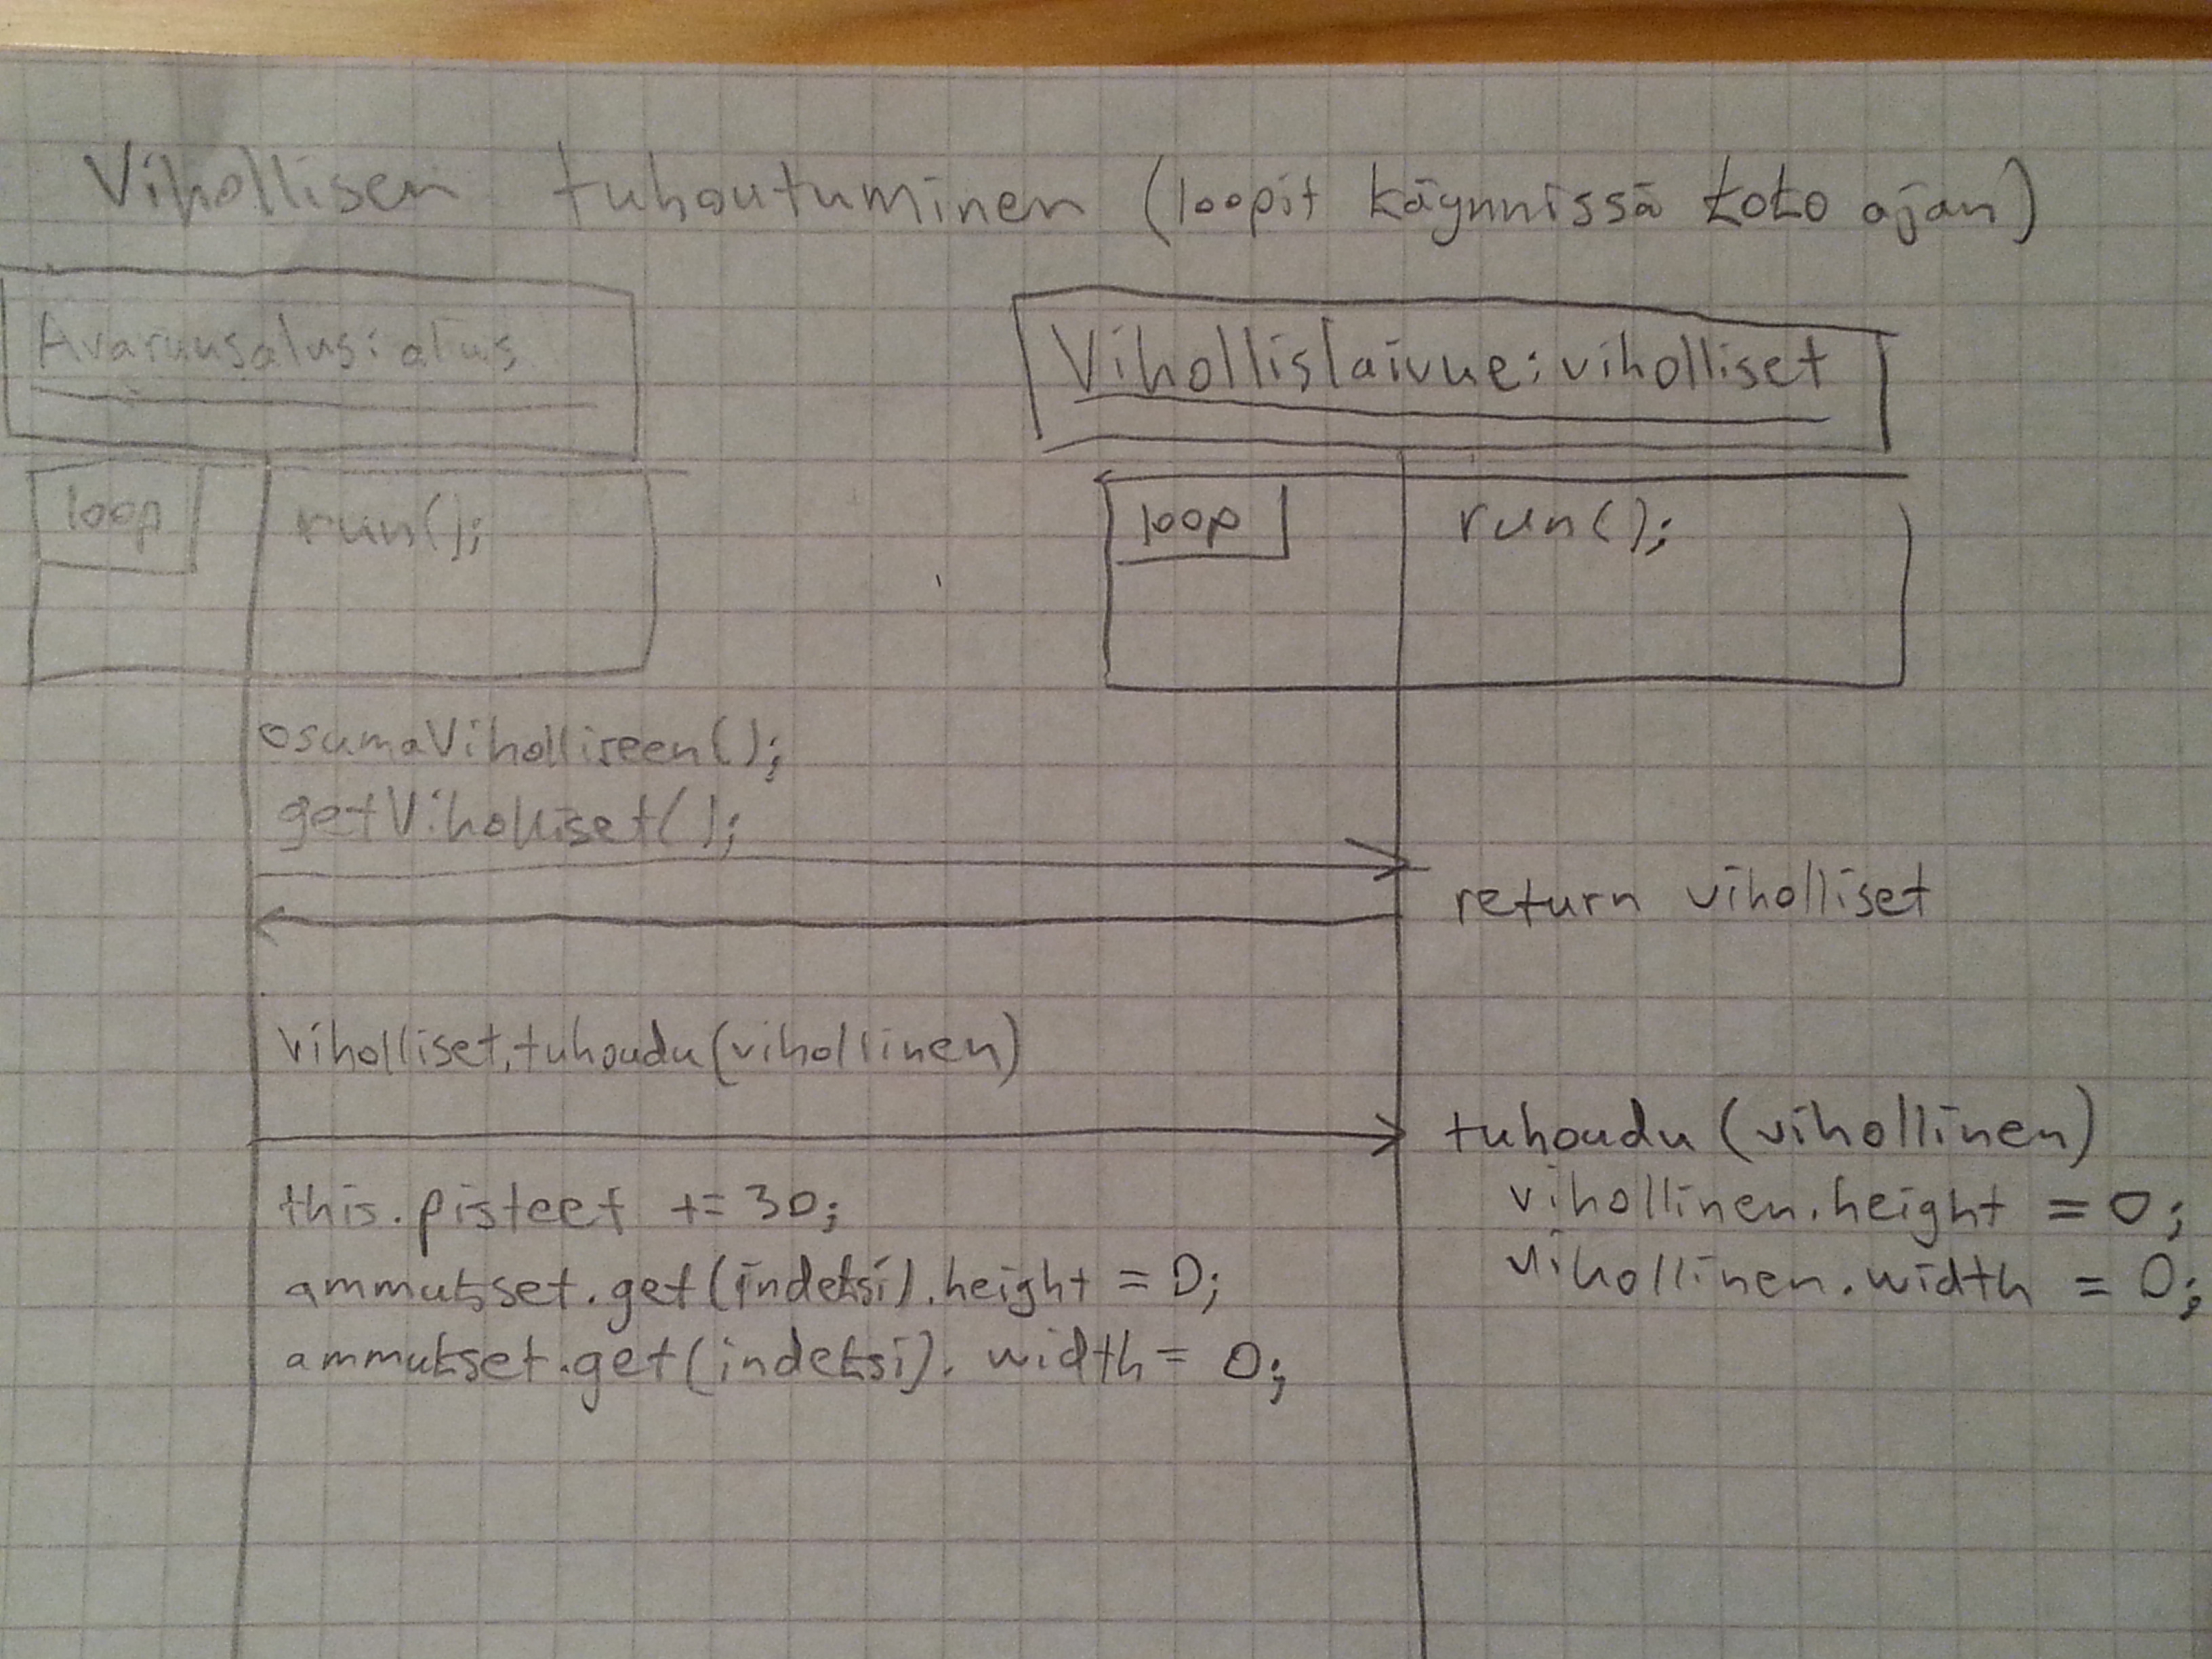 Vihollisen tuhoutuminen (loopit käynnissä koko ajan)
Avaruusalus:alus
loop run();
Vihollislaivue:viholliset
loop run();
osumaViholliseen();
getViholliset();
return viholliset
viholliset.tuhoudu(vihollinen)
tuhoudu(vihollinen)
vihollinen.height = 0;
vihollinen.width = 0;
this.pisteet += 30;
ammukset.get(indeksi).height = 0;
ammukset.get(indeksi).width = 0;